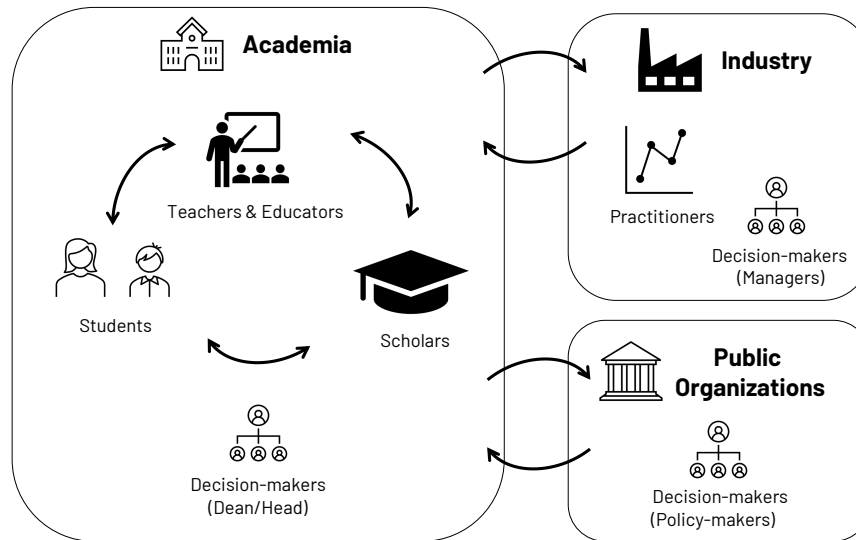 Academia
Teachers & Educators
Students
Scholars
Decision-makers
(Dean/Head)
Industry
Practitioners
Decision-makers
(Managers)
Public
Organizations
Decision-makers
(Policy-makers)